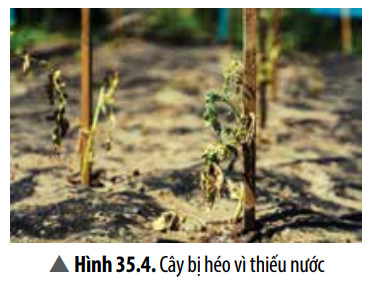 ▲ Hình 35.4. Cây bị héo vì thiếu nước